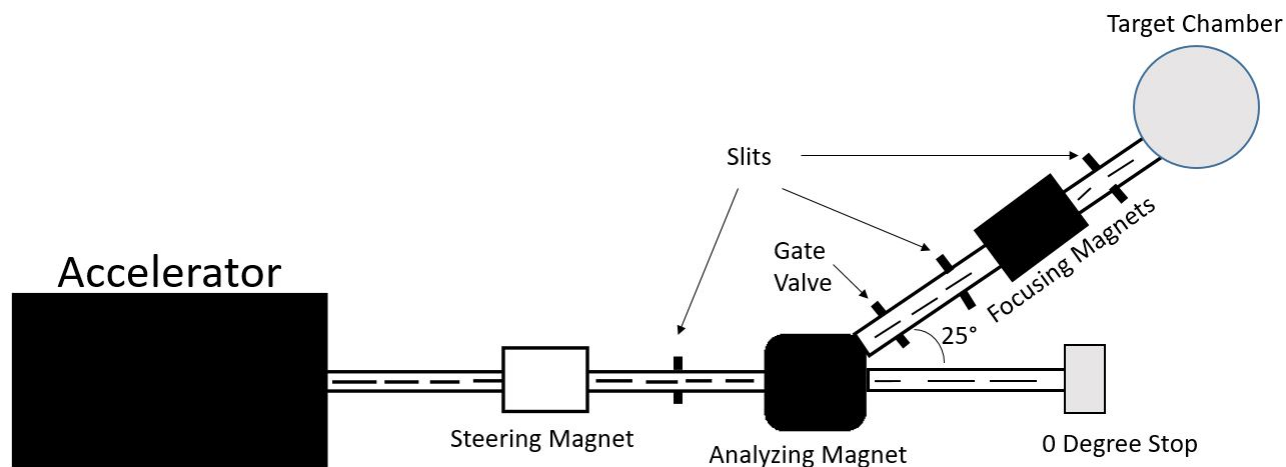 Target Chamber
Slits
Gate
Valve
Focusing Magnets
Accelerator
25°
Steering Magnet
Analyzing Magnet
0 Degree Stop